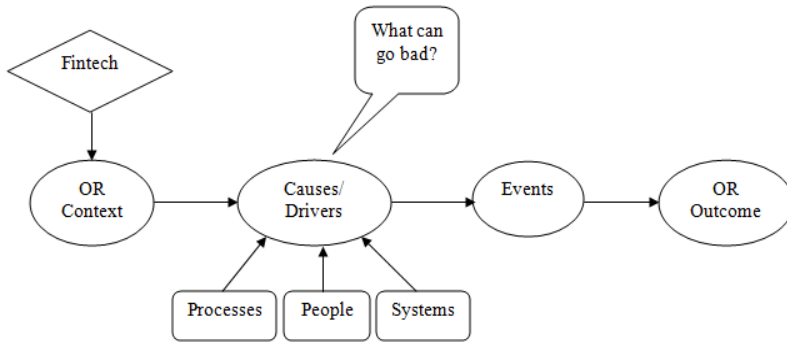 What can
go bad?
Fintech
OR
Context
Causes/
Drivers
Events
OR
Outcome
Processes
People
Systems